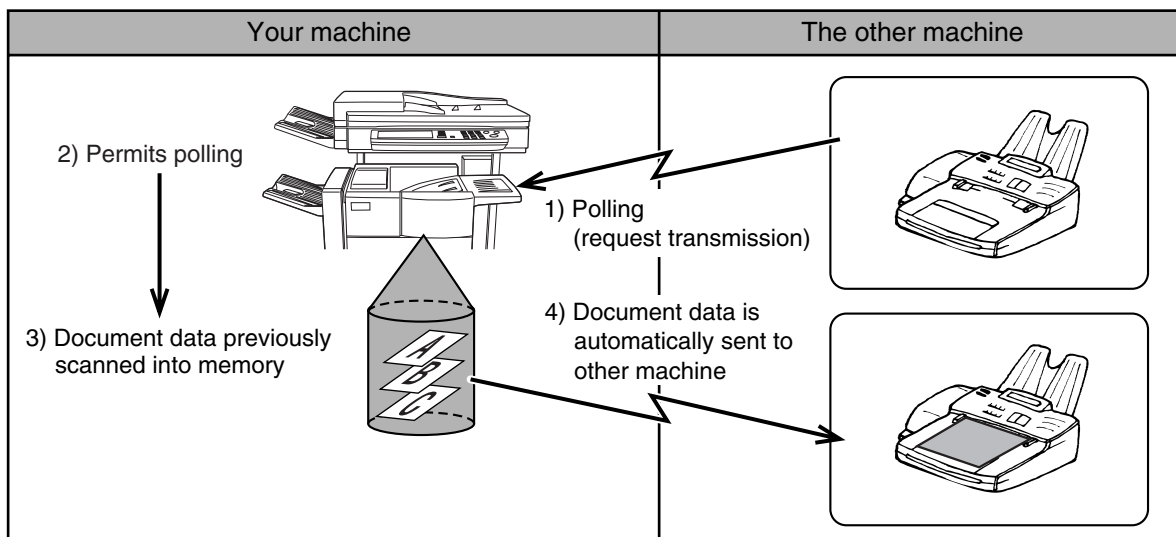 Your machine
The other machine
2) Permits polling
1) Polling
(request transmission)
3) Document data previously
scanned into memory
A
B
C
4) Document data is
automatically sent to
other machine